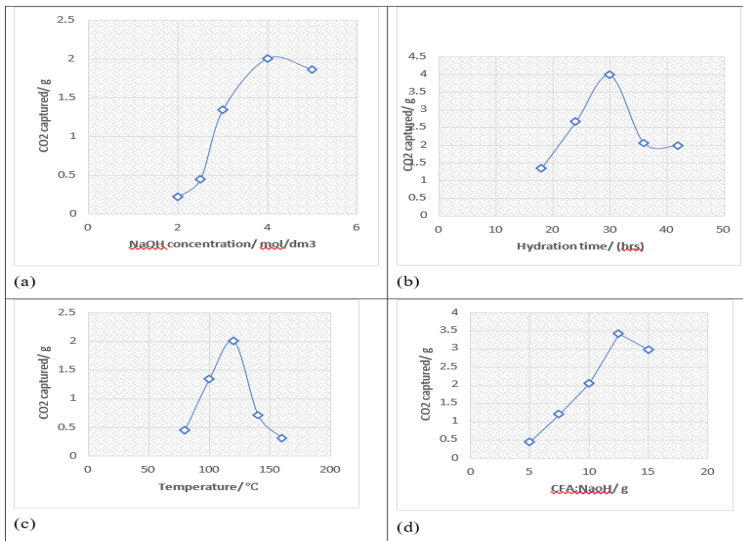 2.5
2
1.5
1
0.5
0
CO2 captured/ g
0 2 4 6
NaOH concentration/ mol/dm3
(a)
4.5
4
3.5
3
2.5
2
1.5
1
0.5
0
CO2 captured/ g
0 10 20 30 40 50
Hydration time/ (hrs)
(b)
2.5
2
1.5
1
0.5
0
CO2 captured/ g
0 50 100 150 200
Temperature/°C
(c)
4
3.5
3
2.5
2
1.5
1
0.5
0
CO2 captured/ g
0 5 10 15 20
CFA:NaoH/ g
(d)